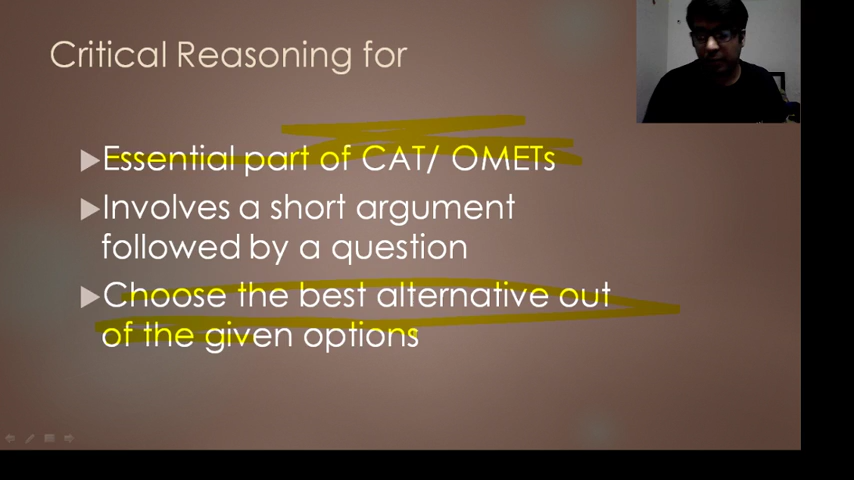 Critical Reasoning for
Essential part of CAT/ OMETs
Involves a short argument
followed by a question
Choose the best alternative out
of the given options